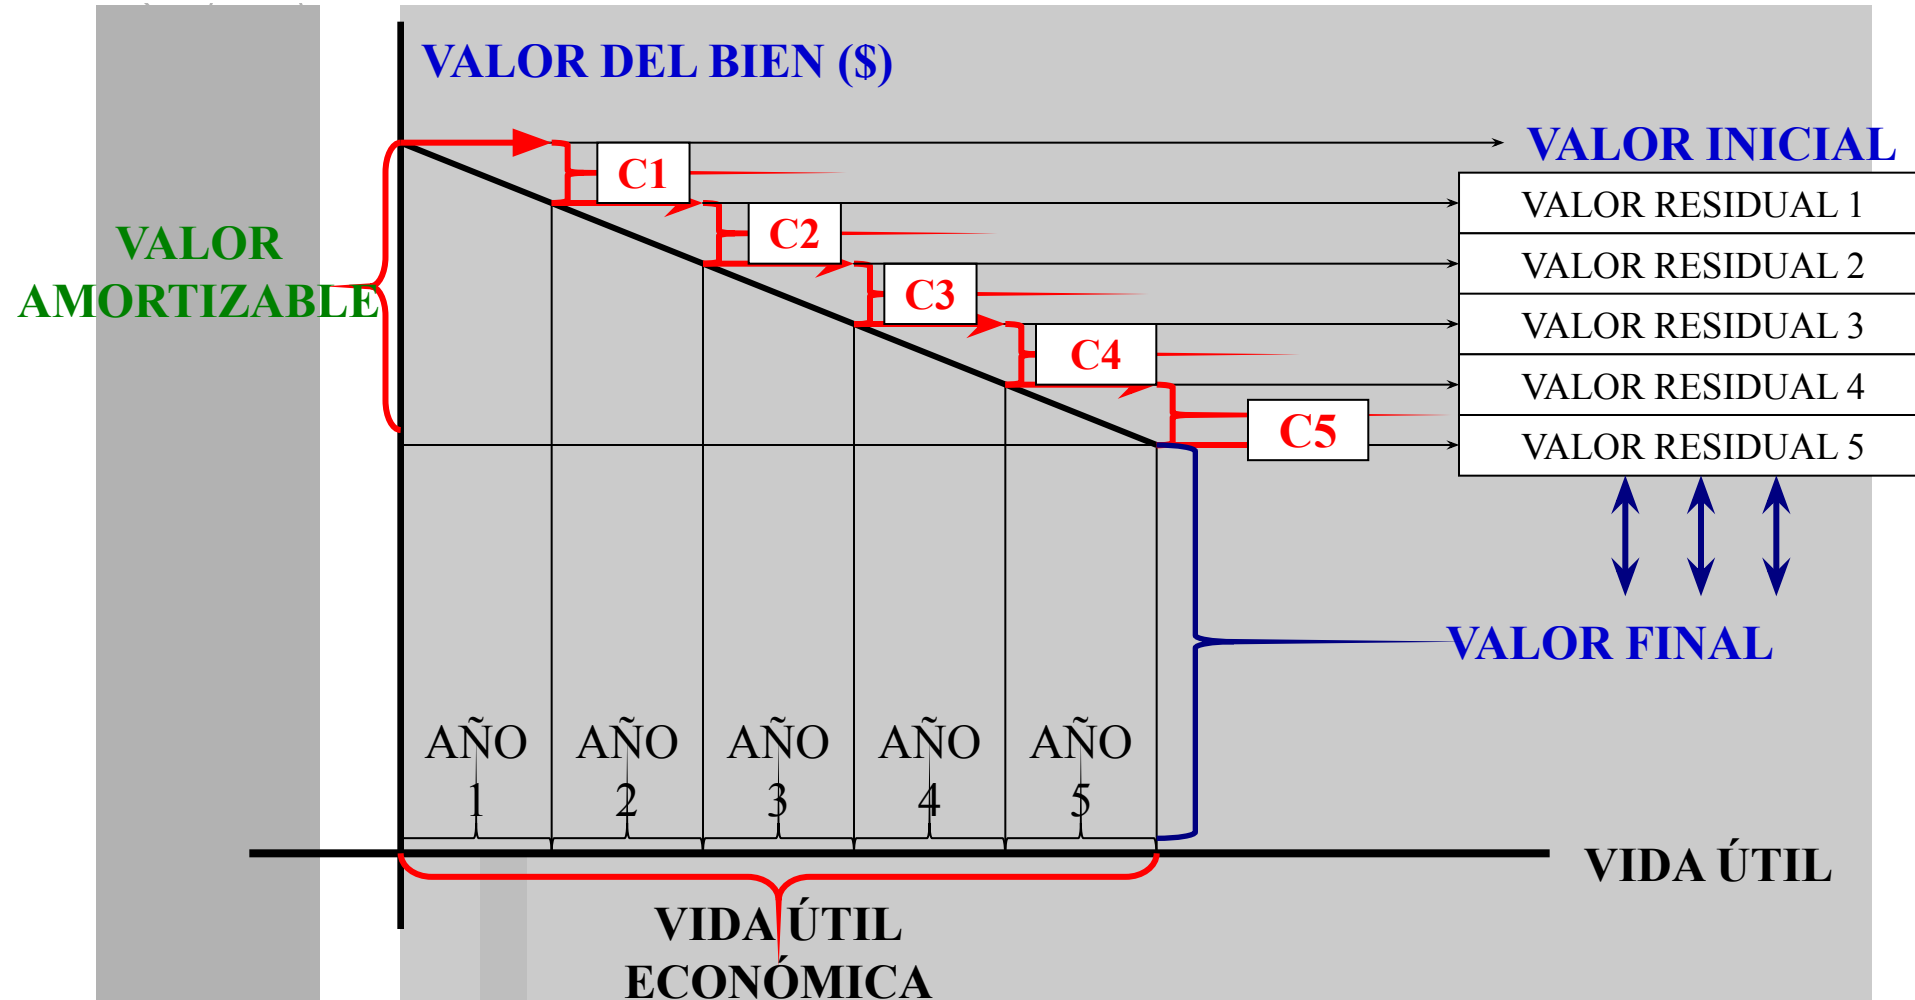 VALOR DEL BIEN ($)
VALOR INICIAL
C1
VALOR RESIDUAL 1
C2
VALOR
AMORTIZABLE
VALOR RESIDUAL 2
C3
VALOR RESIDUAL 3
C4
VALOR RESIDUAL 4
C5
VALOR RESIDUAL 5
VALOR FINAL
AÑO
1
AÑO
2
AÑO
3
AÑO
4
AÑO
5
VIDA ÚTIL
VIDA ÚTIL
ECONÓMICA